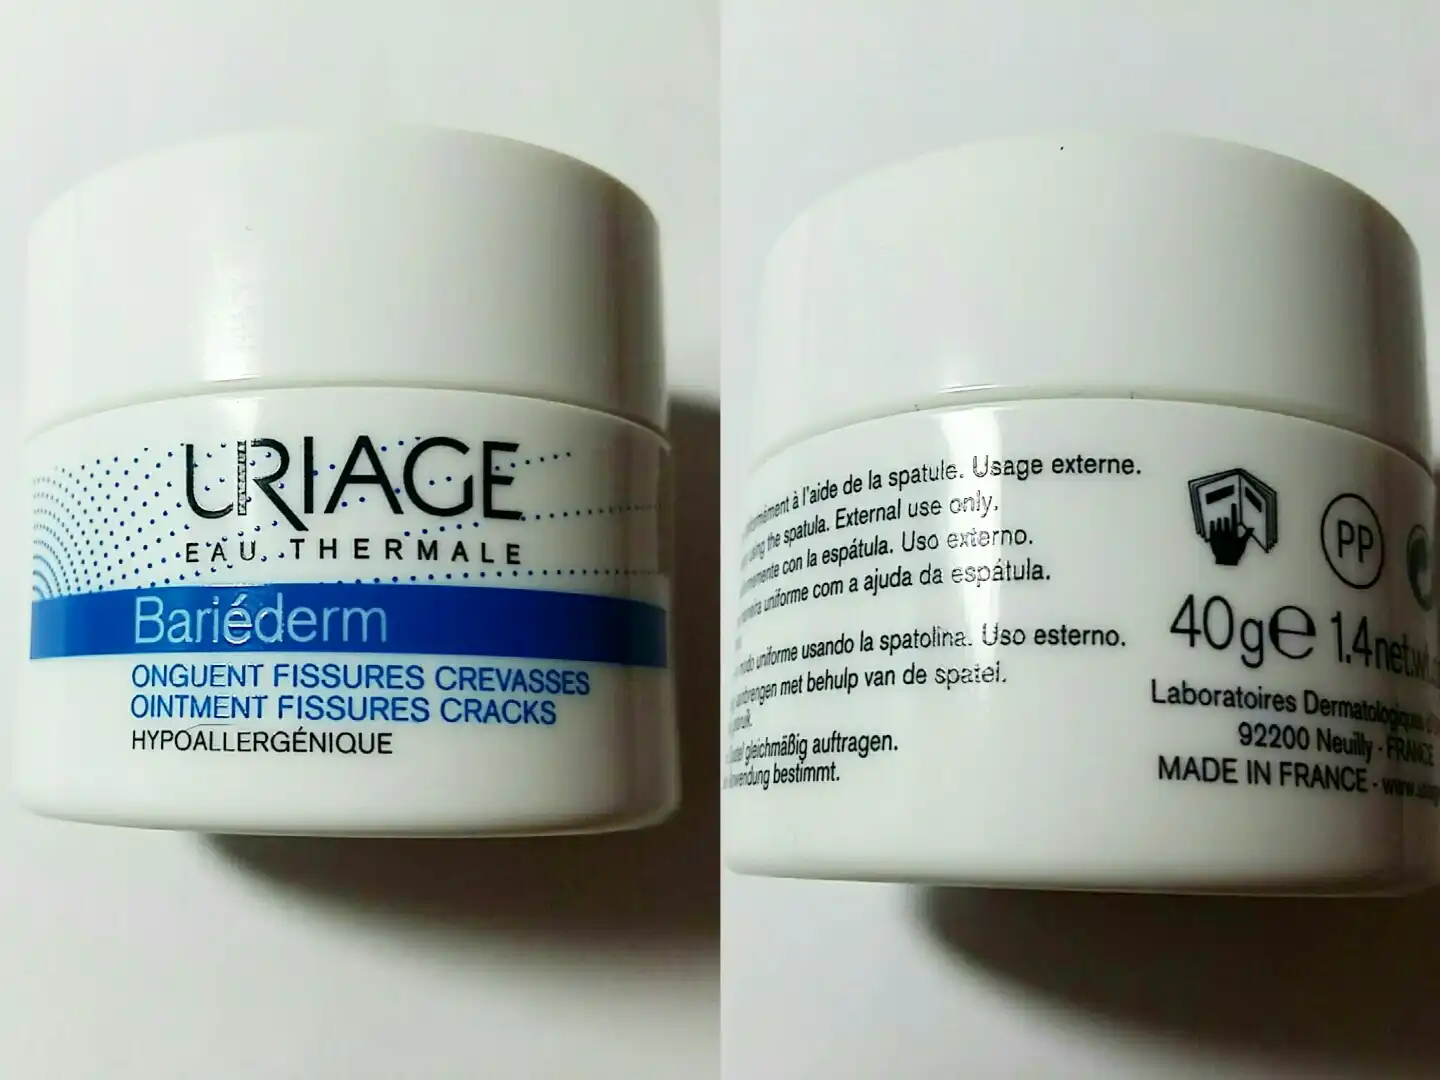 URIAGE
EAU THERMALE
Bariéderm
ONGUENT FISSURES CREVASSES
OINTMENT FISSURES CRACKS
HYPOALLERGÉNIQUE
à l'aide de la spatule. Usage externe.
using the spatula. External use only.
con la espátula. Uso externo.
uniforme com a ajuda da espátula.
uniforme usando la spatolina. Uso esterno.
met behulp van de spatel.
gleichmäßig auftragen.
bestimmt.
PP
40g e 1.4 net.wt.
Laboratoires Dermatologiques
92200 Neuilly - FRANCE
MADE IN FRANCE - www.